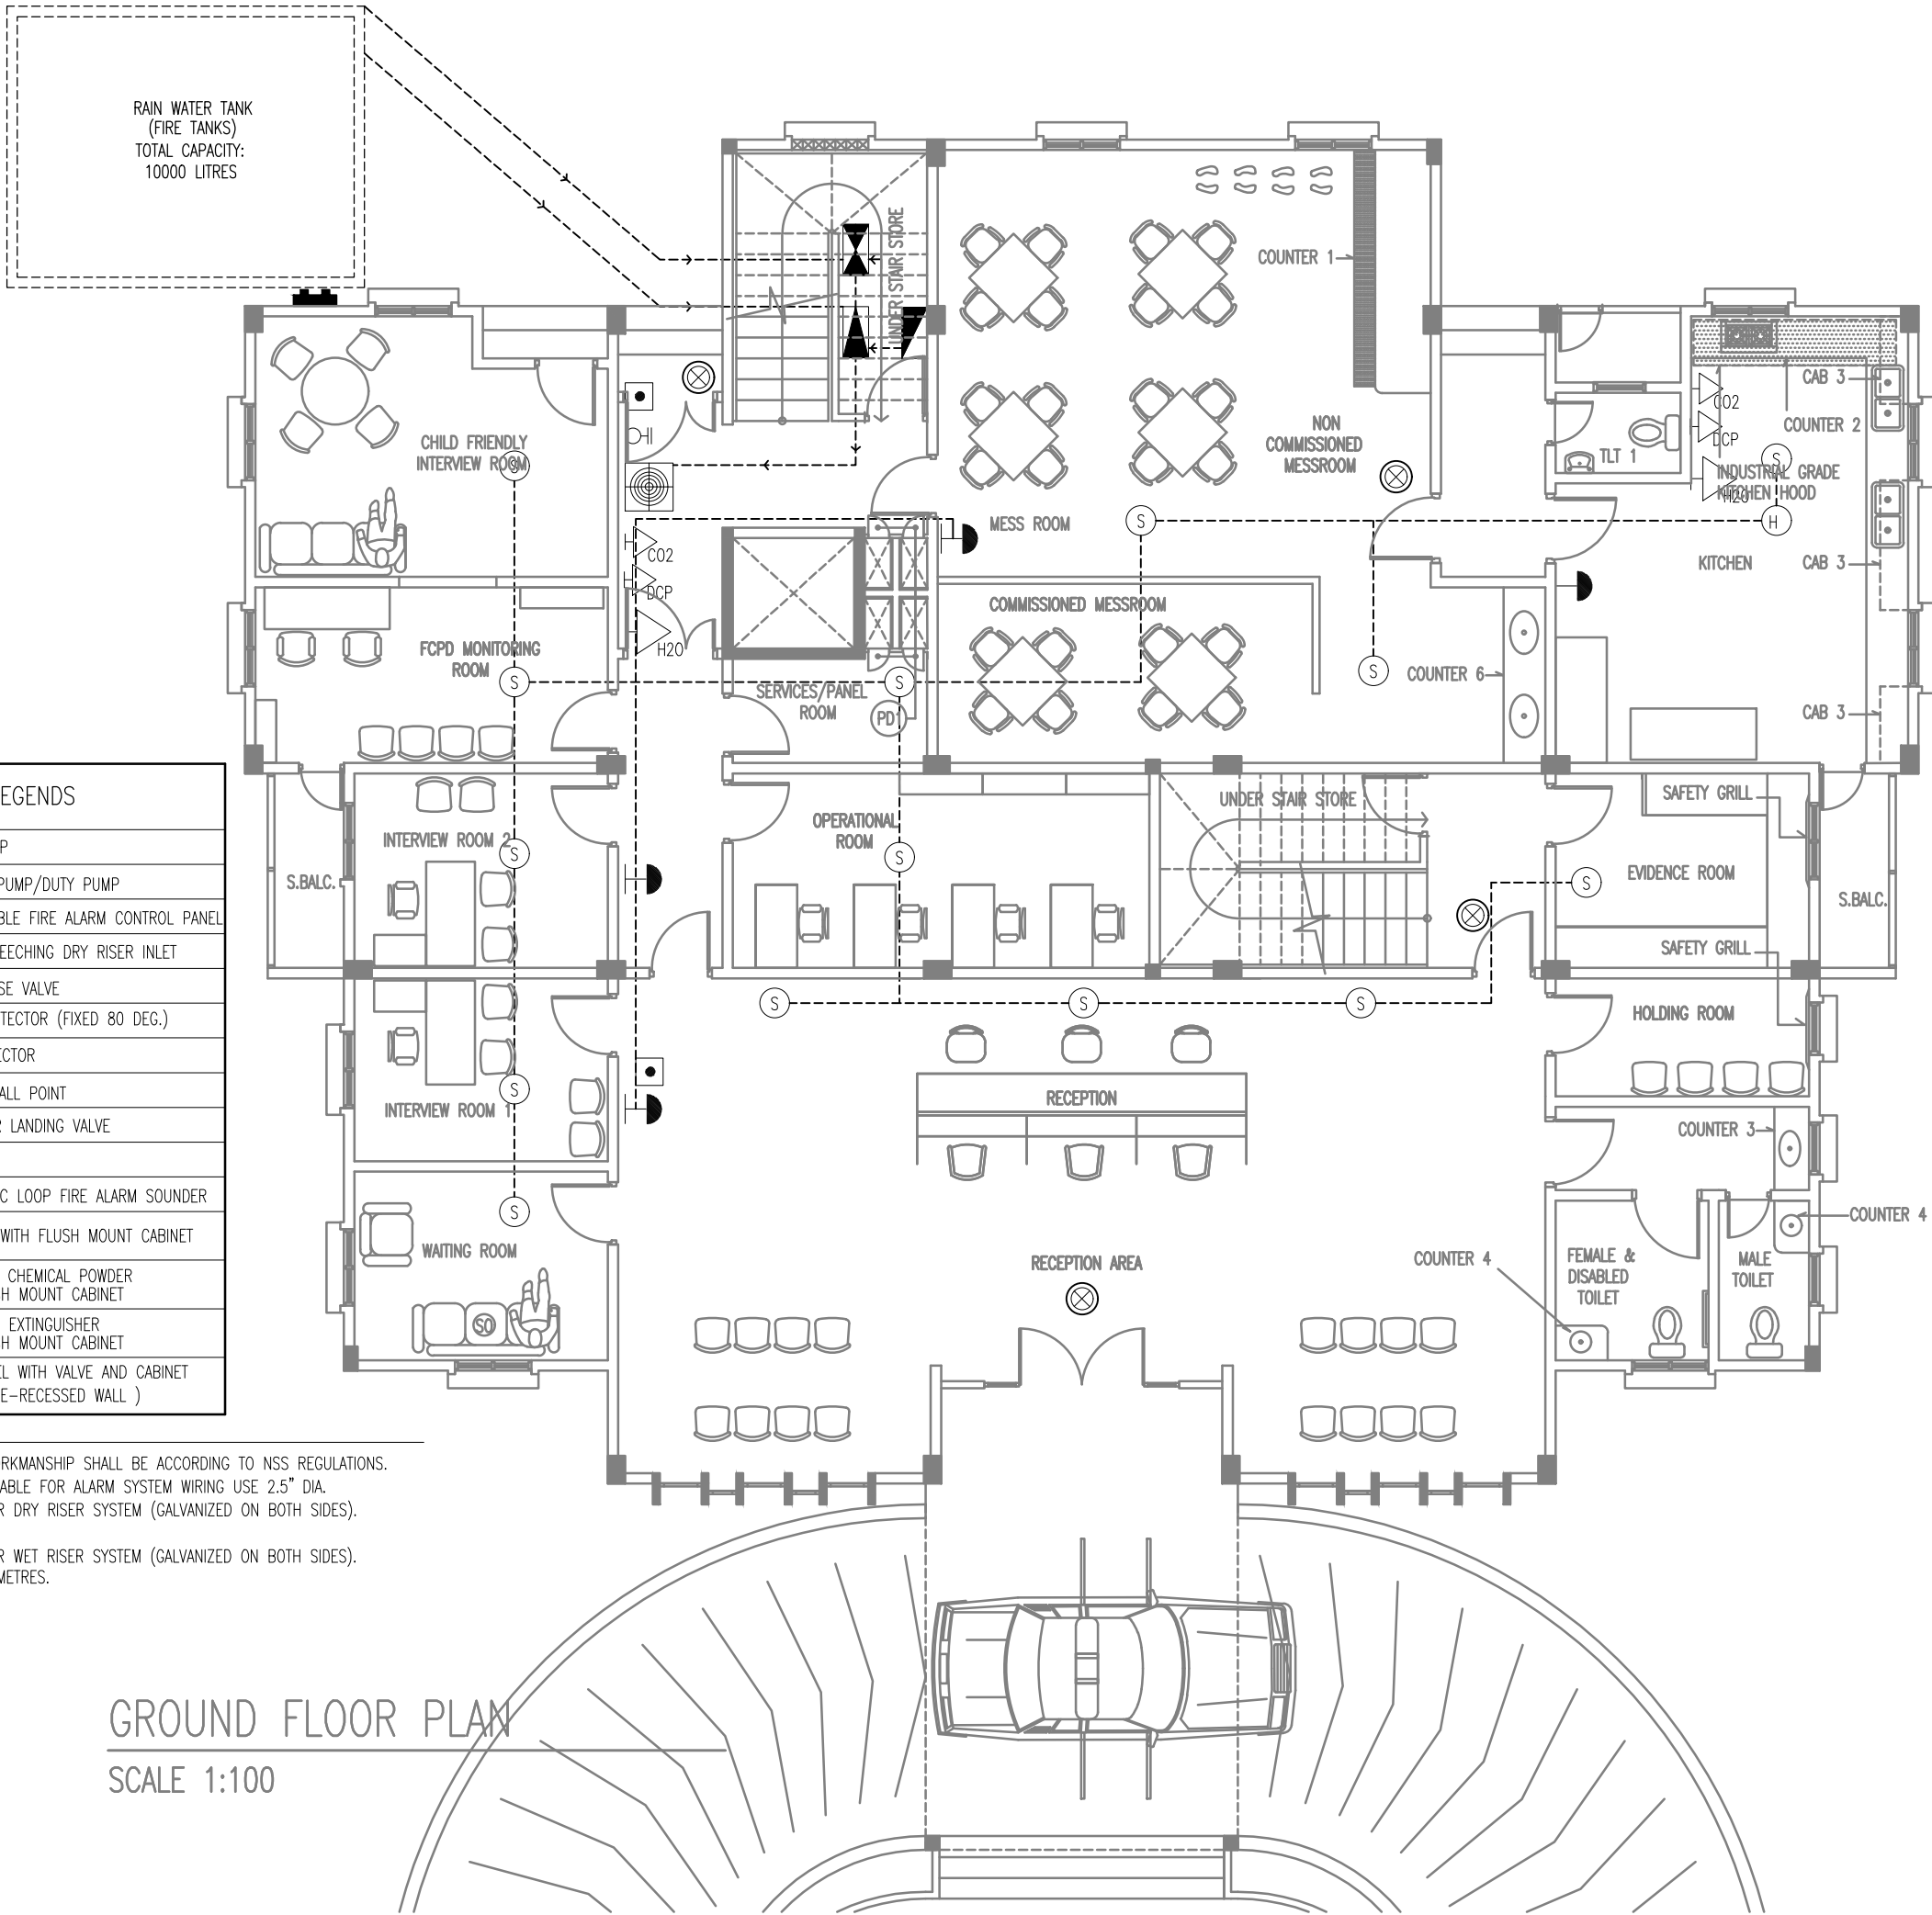 RAIN WATER TANK
(FIRE TANKS)
TOTAL CAPACITY:
10000 LITRES
UNDER STAIR STORE
COUNTER 1
CHILD FRIENDLY
INTERVIEW ROOM
S
NON
COMMISSIONED
MESSROOM
CAB 3
CO2
COUNTER 2
DCP
TLT 1
S
INDUSTRIAL GRADE
KITCHEN HOOD
H2O
MESS ROOM
S
H
CO2
DCP
H2O
KITCHEN
CAB 3
COMMISSIONED MESSROOM
FCPD MONITORING
ROOM
S
SERVICES/PANEL
ROOM
S
PD
S
COUNTER 6
CAB 3
EGENDS
P
PUMP/DUTY PUMP
BLE FIRE ALARM CONTROL PANEL
EECHING DRY RISER INLET
SE VALVE
TECTOR (FIXED 80 DEG.)
ECTOR
ALL POINT
R LANDING VALVE
C LOOP FIRE ALARM SOUNDER
WITH FLUSH MOUNT CABINET
CHEMICAL POWDER
H MOUNT CABINET
EXTINGUISHER
H MOUNT CABINET
EL WITH VALVE AND CABINET
E-RECESSED WALL )
INTERVIEW ROOM 2
S
OPERATIONAL
ROOM
S
UNDER STAIR STORE
SAFETY GRILL
S.BALC.
EVIDENCE ROOM
S
S.BALC.
SAFETY GRILL
S
S
S
HOLDING ROOM
INTERVIEW ROOM 1
S
RECEPTION
COUNTER 3
S
WAITING ROOM
SO
RECEPTION AREA
COUNTER 4
FEMALE &
DISABLED
TOILET
MALE
TOILET
COUNTER 4
RKMANSHIP SHALL BE ACCORDING TO NSS REGULATIONS.
ABLE FOR ALARM SYSTEM WIRING USE 2.5" DIA.
R DRY RISER SYSTEM (GALVANIZED ON BOTH SIDES).
R WET RISER SYSTEM (GALVANIZED ON BOTH SIDES).
METRES.
GROUND FLOOR PLAN
SCALE 1:100